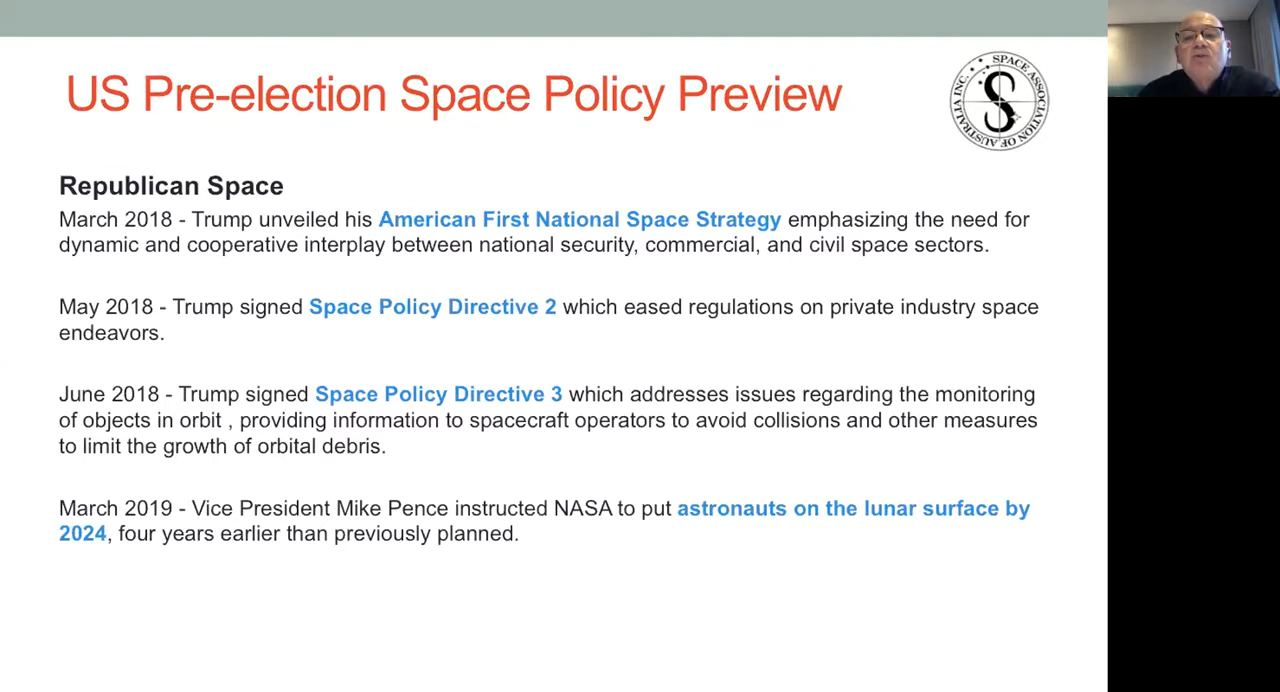 US Pre-election Space Policy Preview
SPACE ASSOCIATION OF AUSTRALIA INC.
S
Republican Space
March 2018 - Trump unveiled his American First National Space Strategy emphasizing the need for
dynamic and cooperative interplay between national security, commercial, and civil space sectors.
May 2018 - Trump signed Space Policy Directive 2 which eased regulations on private industry space
endeavors.
June 2018 - Trump signed Space Policy Directive 3 which addresses issues regarding the monitoring
of objects in orbit , providing information to spacecraft operators to avoid collisions and other measures
to limit the growth of orbital debris.
March 2019 - Vice President Mike Pence instructed NASA to put astronauts on the lunar surface by
2024, four years earlier than previously planned.